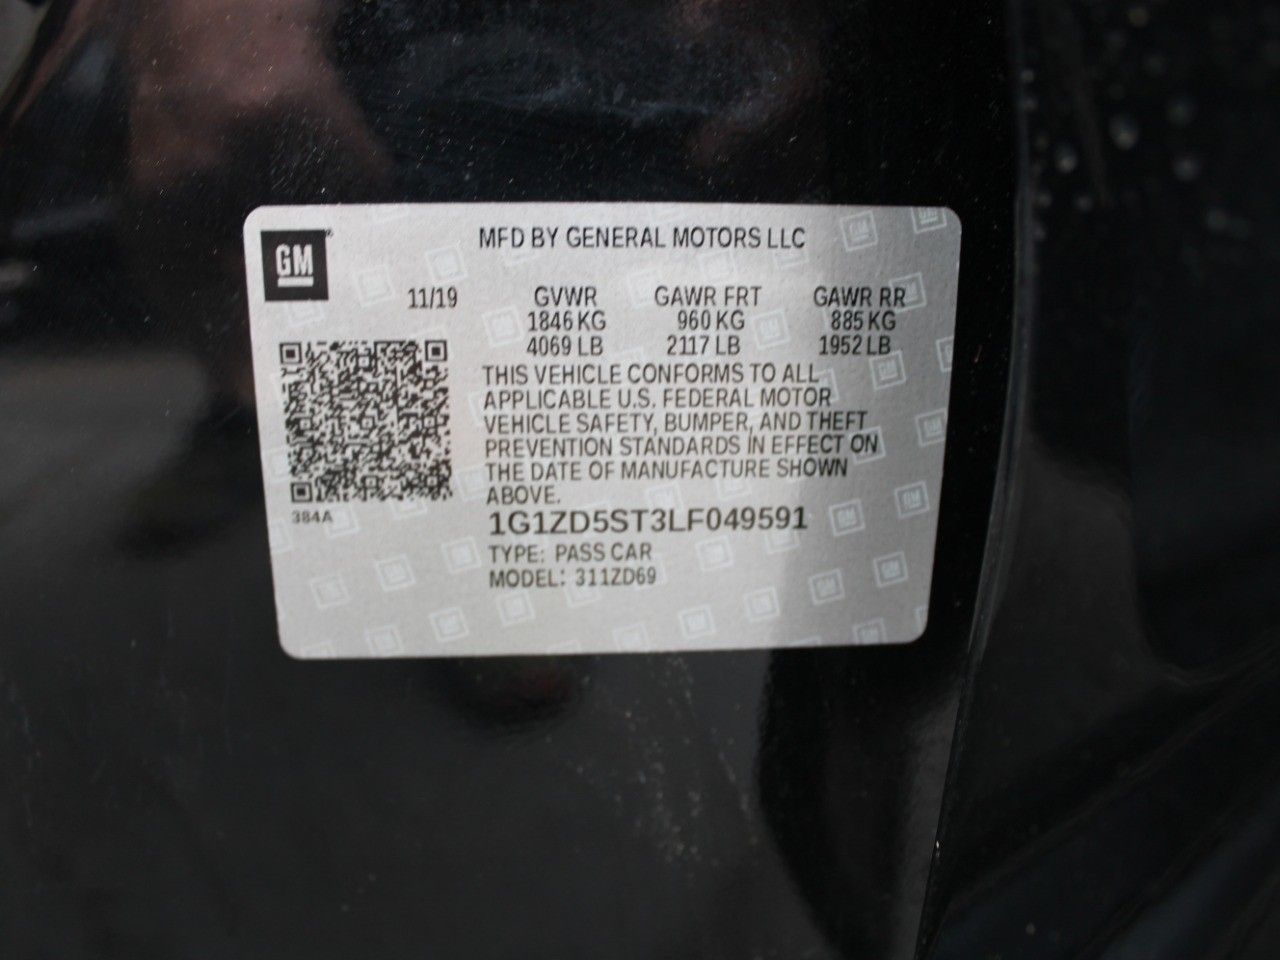 GM®
MFD BY GENERAL MOTORS LLC
11/19 GVWR GAWR FRT GAWR RR
1846 KG 960 KG 885 KG
4069 LB 2117 LB 1952 LB
THIS VEHICLE CONFORMS TO ALL
APPLICABLE U.S. FEDERAL MOTOR
VEHICLE SAFETY, BUMPER, AND THEFT
PREVENTION STANDARDS IN EFFECT ON
THE DATE OF MANUFACTURE SHOWN
ABOVE.
384A
1G1ZD5ST3LF049591
TYPE: PASS CAR
MODEL: 311ZD69